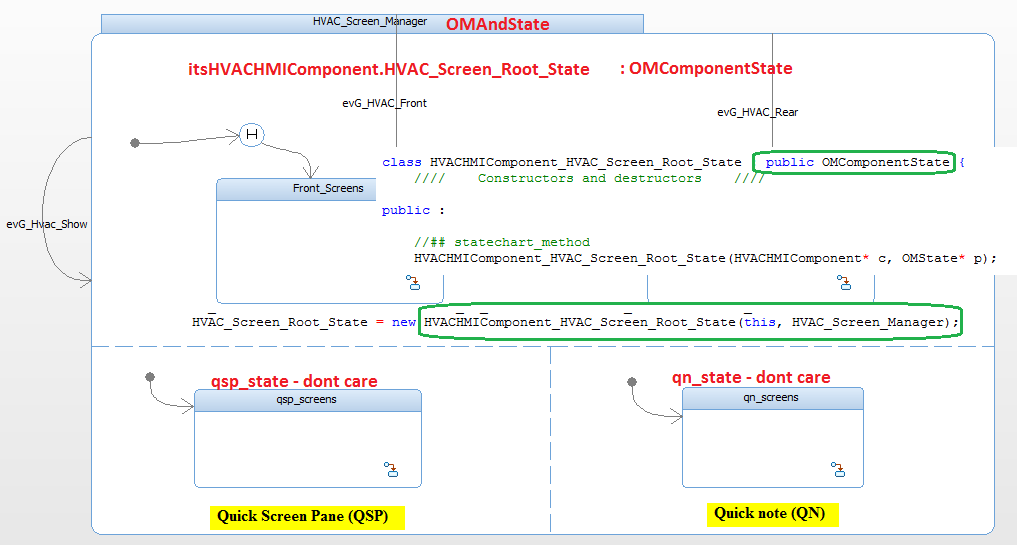 HVAC_Screen_Manager OMAndState
itsHVACHMIComponent.HVAC_Screen_Root_State : OMComponentState
evG_HVAC_Front
evG_HVAC_Rear
H
class HVACHMIComponent_HVAC_Screen_Root_State public OMComponentState {
//// Constructors and destructors ////
Front_Screens
public :
evG_Hvac_Show
//## statechart_method
HVACHMIComponent_HVAC_Screen_Root_State(HVACHMIComponent* c, OMState* p);
HVAC_Screen_Root_State = new HVACHMIComponent_HVAC_Screen_Root_State(this, HVAC_Screen_Manager);
qsp_state - dont care
qn_state - dont care
qsp_screens
qn_screens
Quick Screen Pane (QSP)
Quick note (QN)